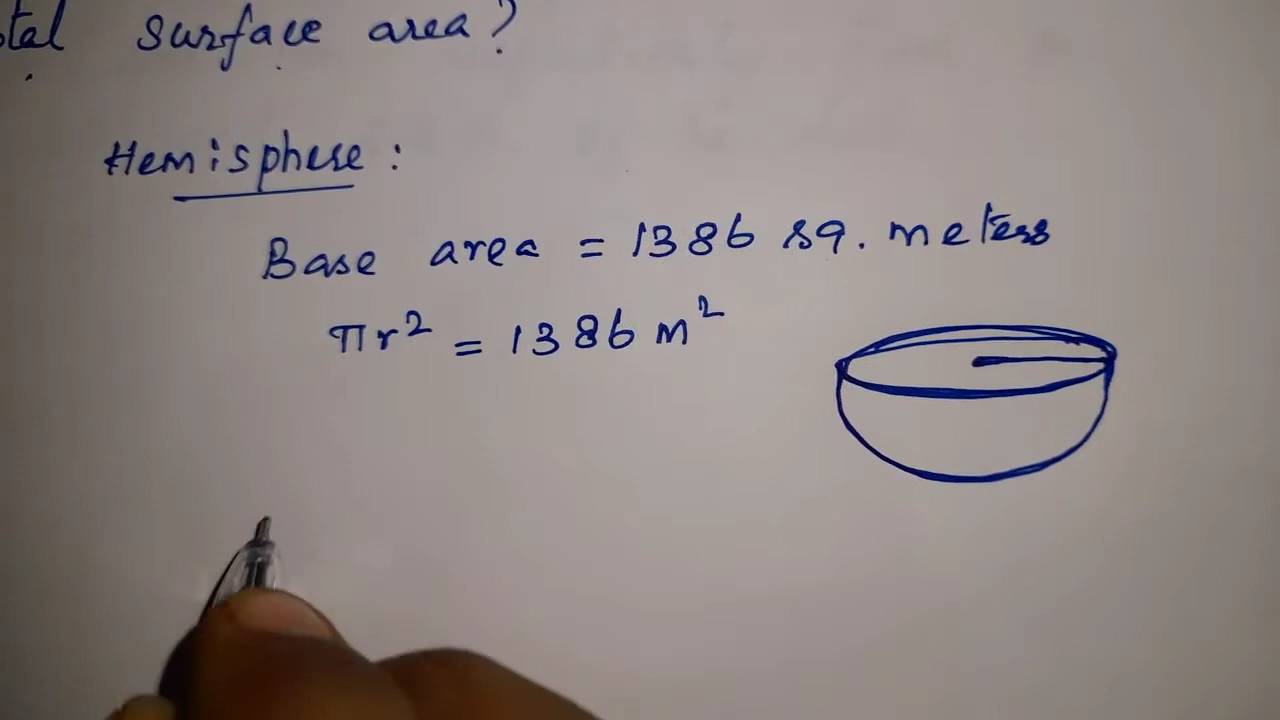 surface area?
Hemisphere:
Base area = 1386 sq. meters
πr² = 1386 m²